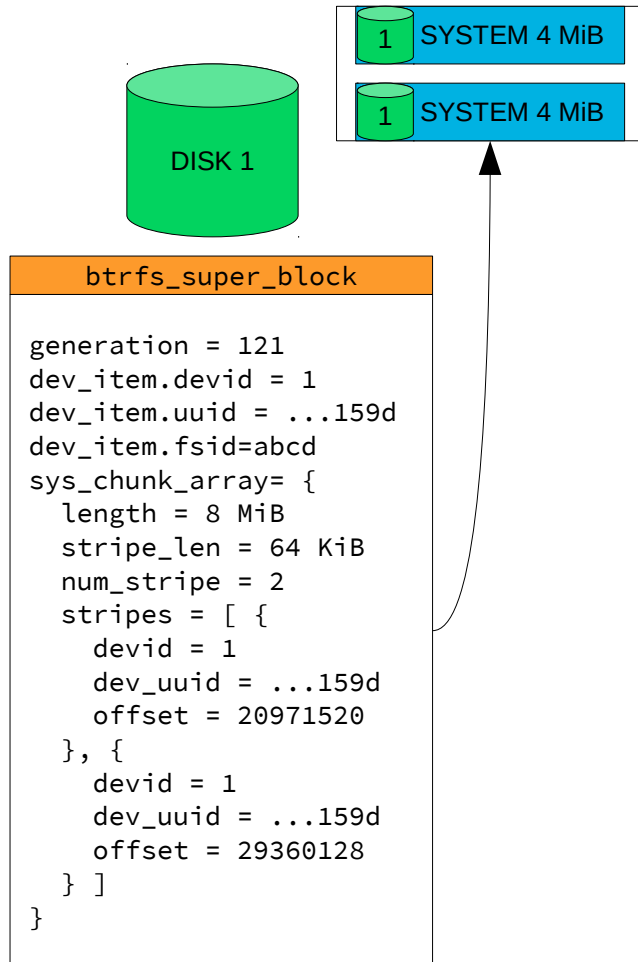 1 SYSTEM 4 MiB
1 SYSTEM 4 MiB
DISK 1
btrfs_super_block
generation = 121
dev_item.devid = 1
dev_item.uuid = ...159d
dev_item.fsid=abcd
sys_chunk_array= {
  length = 8 MiB
  stripe_len = 64 KiB
  num_stripe = 2
  stripes = [ {
    devid = 1
    dev_uuid = ...159d
    offset = 20971520
  }, {
    devid = 1
    dev_uuid = ...159d
    offset = 29360128
  } ]
}